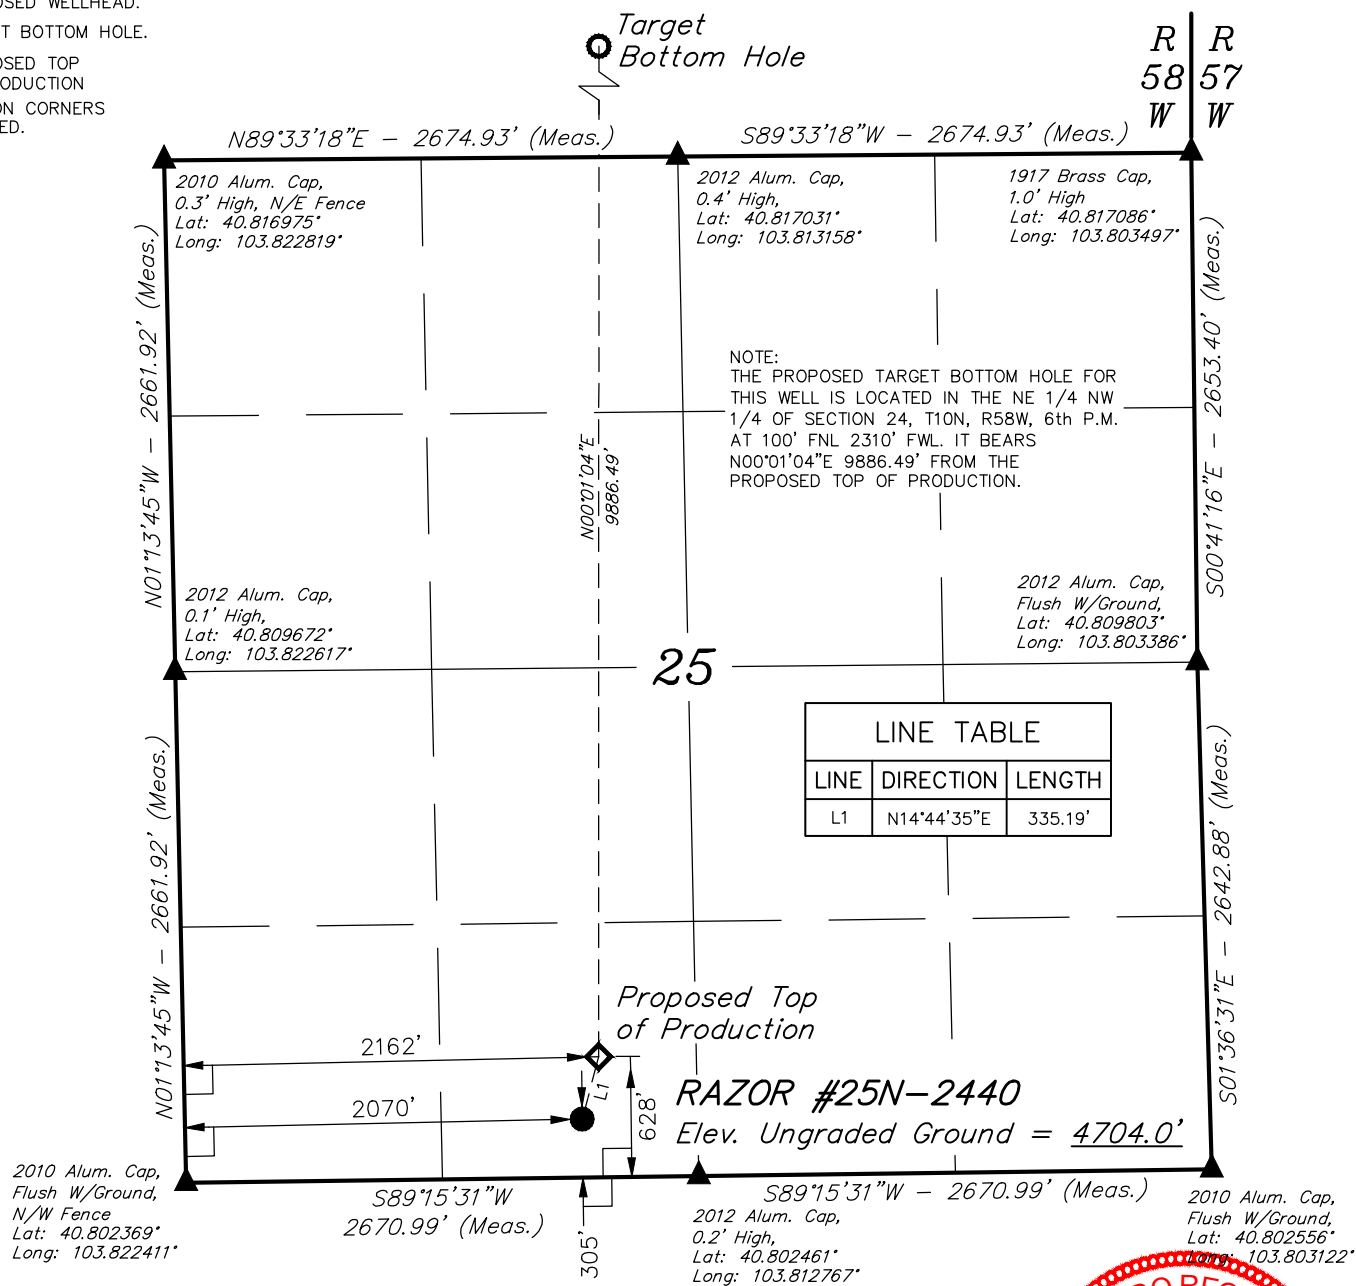 OSED WELLHEAD.
T BOTTOM HOLE.
OSED TOP
ODUCTION
ON CORNERS
ED.
Target
Bottom Hole
R R
58 57
W W
N89°33'18"E - 2674.93' (Meas.)
S89°33'18"W - 2674.93' (Meas.)
2010 Alum. Cap,
0.3' High, N/E Fence
Lat: 40.816975°
Long: 103.822819°
2012 Alum. Cap,
0.4' High,
Lat: 40.817031°
Long: 103.813158°
1917 Brass Cap,
1.0' High
Lat: 40.817086°
Long: 103.803497°
N01°13'45"W - 2661.92' (Meas.)
S00°41'16"E - 2653.40' (Meas.)
NOTE:
THE PROPOSED TARGET BOTTOM HOLE FOR
THIS WELL IS LOCATED IN THE NE 1/4 NW
1/4 OF SECTION 24, T10N, R58W, 6th P.M.
AT 100' FNL 2310' FWL. IT BEARS
N00°01'04"E 9886.49' FROM THE
PROPOSED TOP OF PRODUCTION.
N00°01'04"E
9886.49'
2012 Alum. Cap,
0.1' High,
Lat: 40.809672°
Long: 103.822617°
2012 Alum. Cap,
Flush W/Ground,
Lat: 40.809803°
Long: 103.803386°
25
LINE TABLE
LINE DIRECTION LENGTH
L1 N14°44'35"E 335.19'
N01°13'45"W - 2661.92' (Meas.)
S01°36'31"E - 2642.88' (Meas.)
Proposed Top
of Production
2162'
2070'
L1
628'
RAZOR #25N-2440
Elev. Ungraded Ground = 4704.0'
2010 Alum. Cap,
Flush W/Ground,
N/W Fence
Lat: 40.802369°
Long: 103.822411°
S89°15'31"W
2670.99' (Meas.)
305'
S89°15'31"W - 2670.99' (Meas.)
2012 Alum. Cap,
0.2' High,
Lat: 40.802461°
Long: 103.812767°
2010 Alum. Cap,
Flush W/Ground,
Lat: 40.802556°
Long: 103.803122°